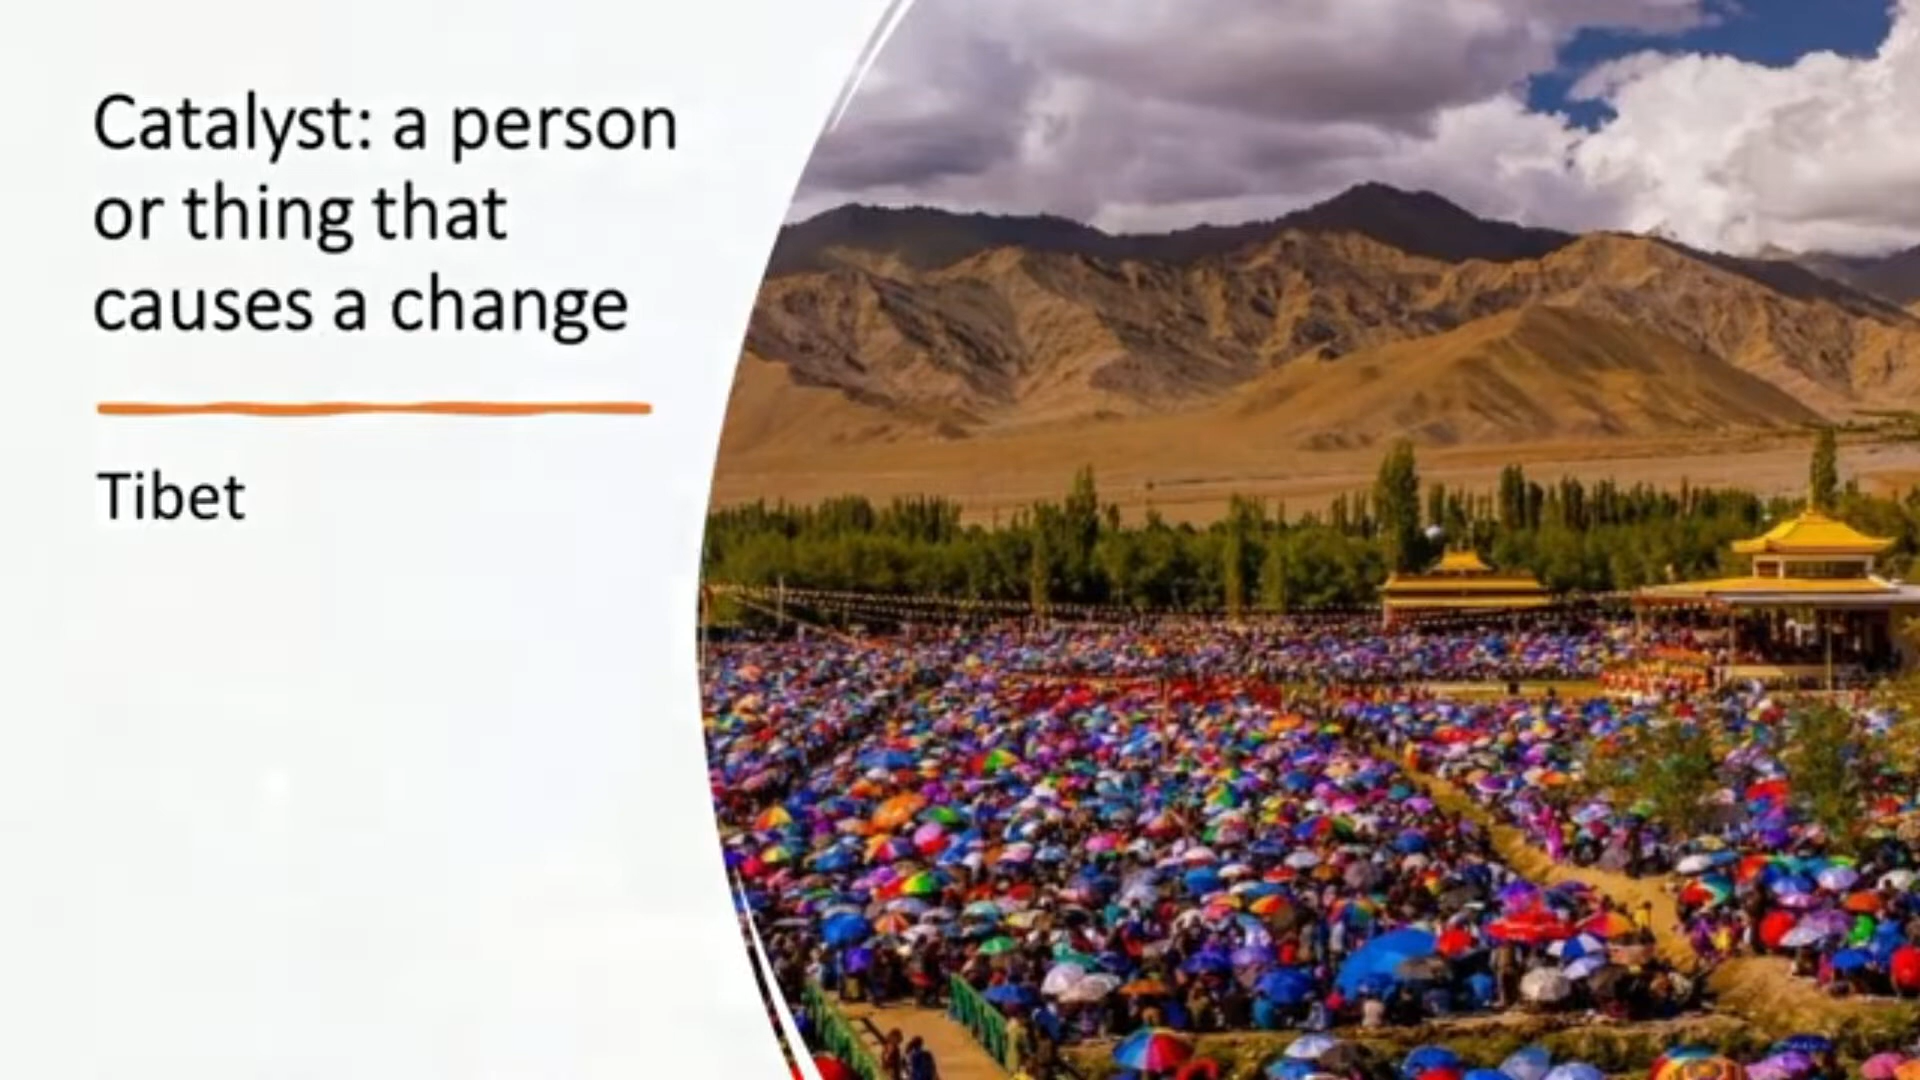 Catalyst: a person
or thing that
causes a change
Tibet